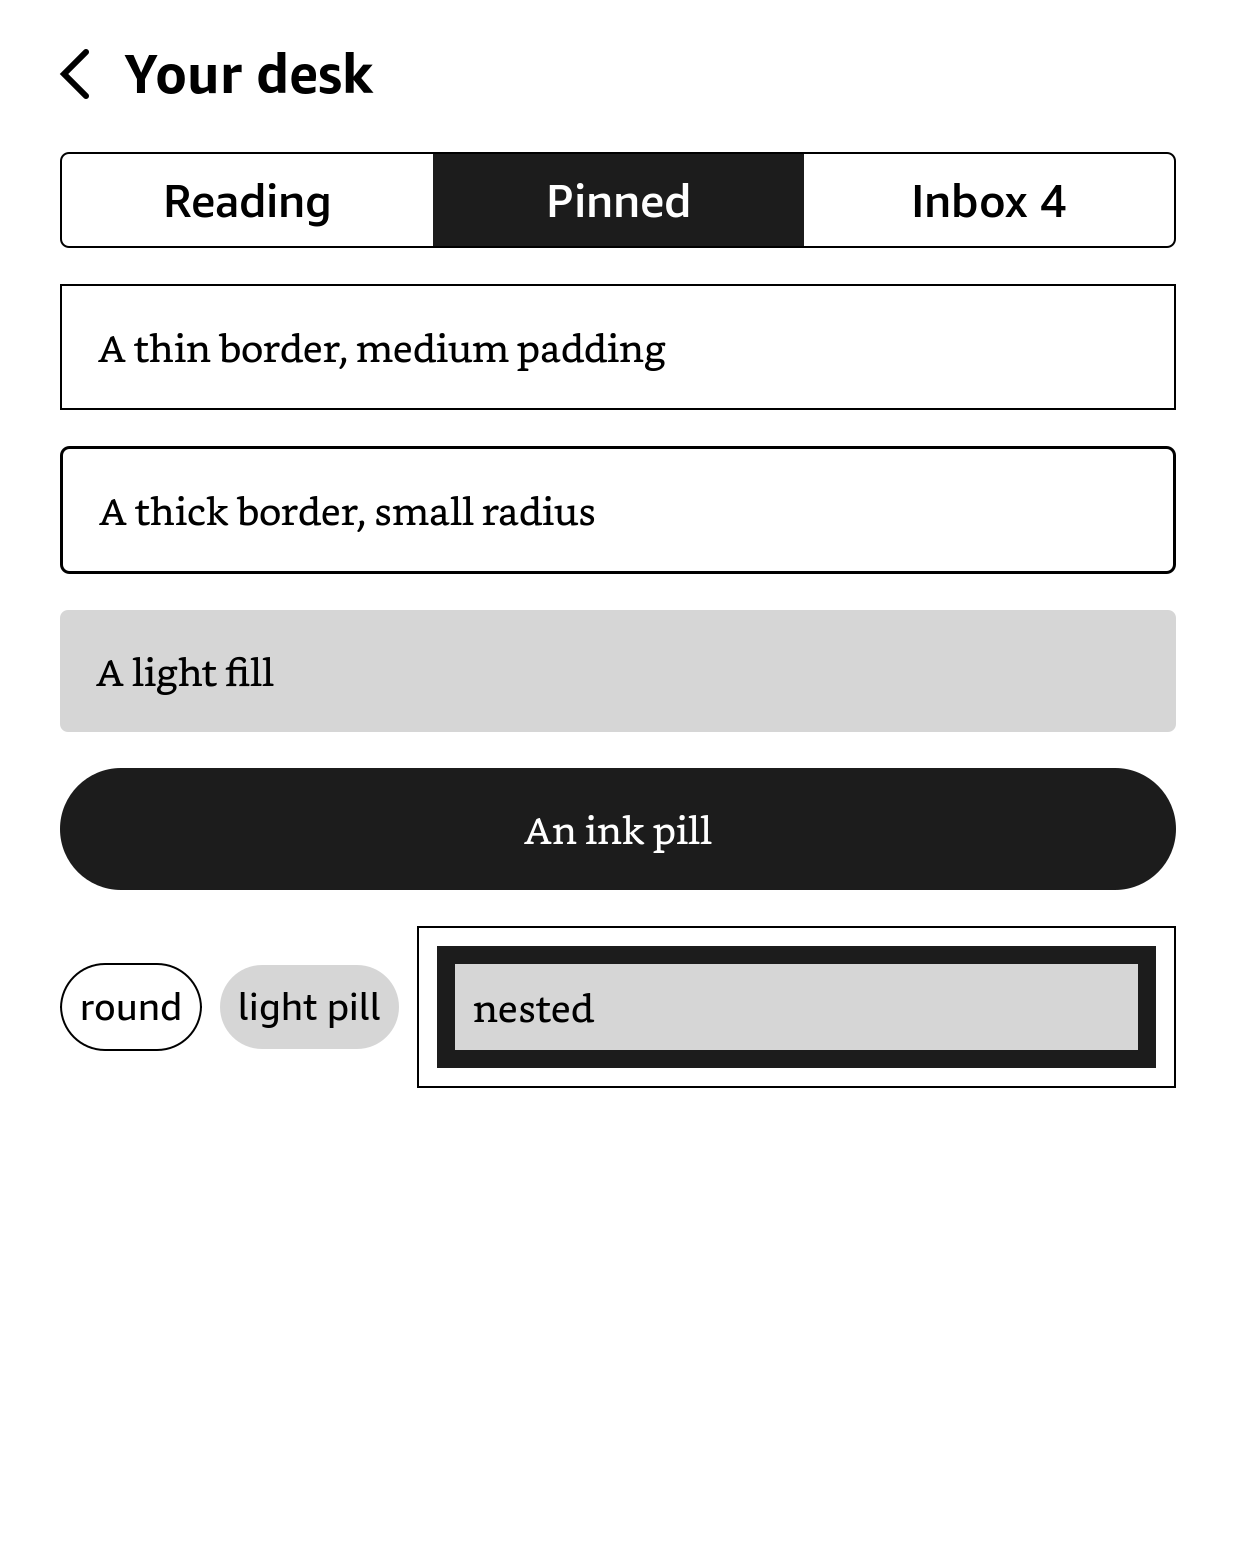 Your desk
Reading Pinned Inbox 4
A thin border, medium padding
A thick border, small radius
A light fill
An ink pill
round light pill nested